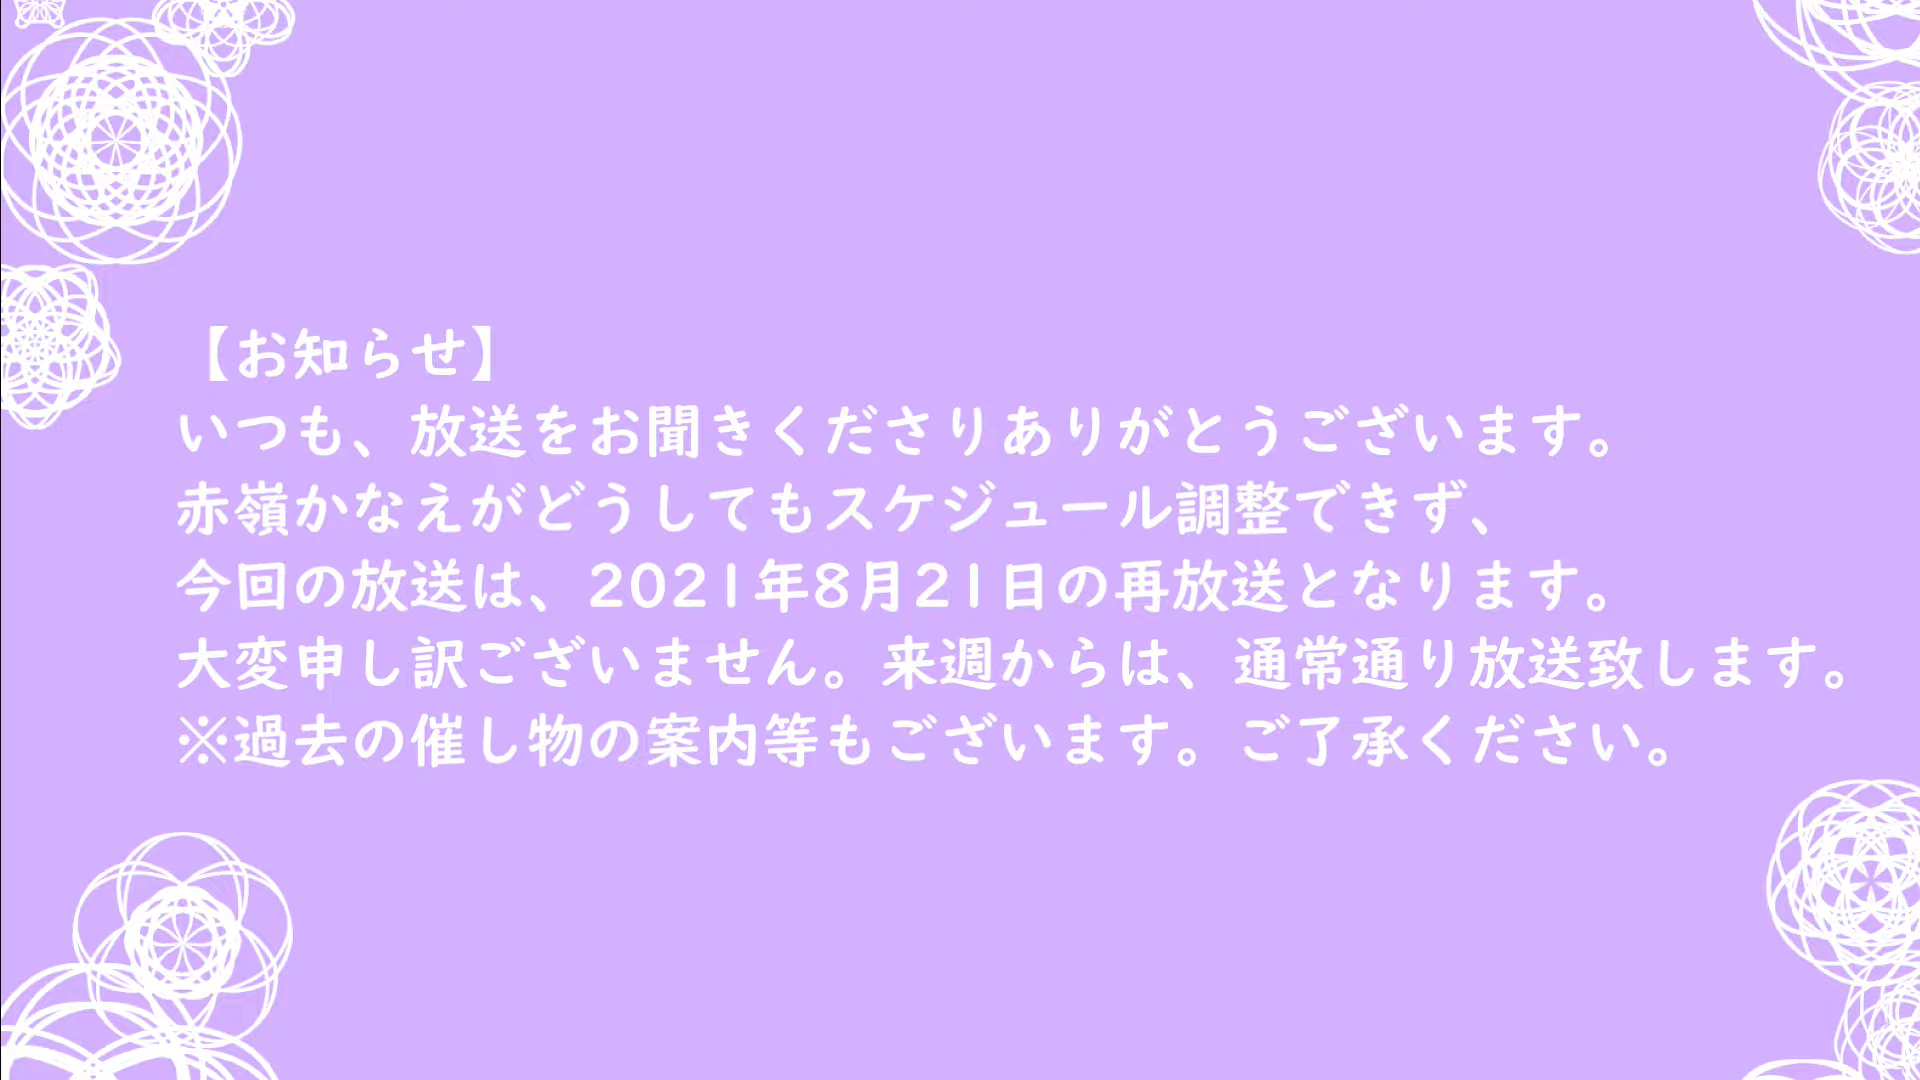 【お知らせ】
いつも、放送をお聞きくださりありがとうございます。
赤嶺かなえがどうしてもスケジュール調整できず、
今回の放送は、2021年8月21日の再放送となります。
大変申し訳ございません。来週からは、通常通り放送致します。
※過去の催し物の案内等もございます。ご了承ください。